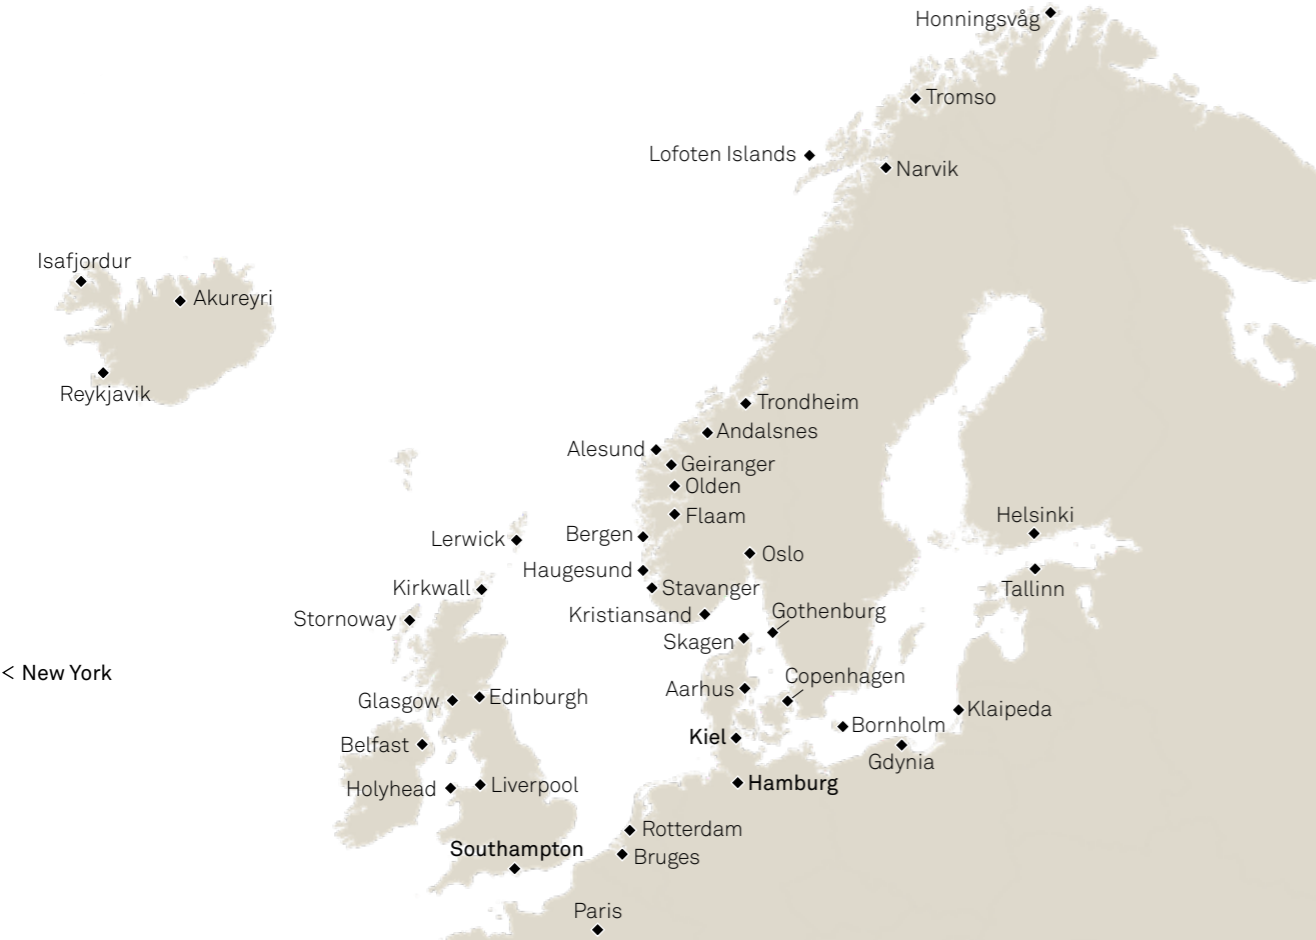 Honningsvåg
Tromso
Lofoten Islands
Narvik
Isafjordur
Akureyri
Reykjavik
Trondheim
Andalsnes
Alesund
Geiranger
Olden
Flaam
Helsinki
Bergen
Lerwick
Oslo
Haugesund
Tallinn
Kirkwall
Stavanger
Gothenburg
Kristiansand
Stornoway
Skagen
< New York
Copenhagen
Aarhus
Edinburgh
Glasgow
Klaipeda
Bornholm
Kiel
Belfast
Gdynia
Hamburg
Liverpool
Holyhead
Rotterdam
Southampton
Bruges
Paris